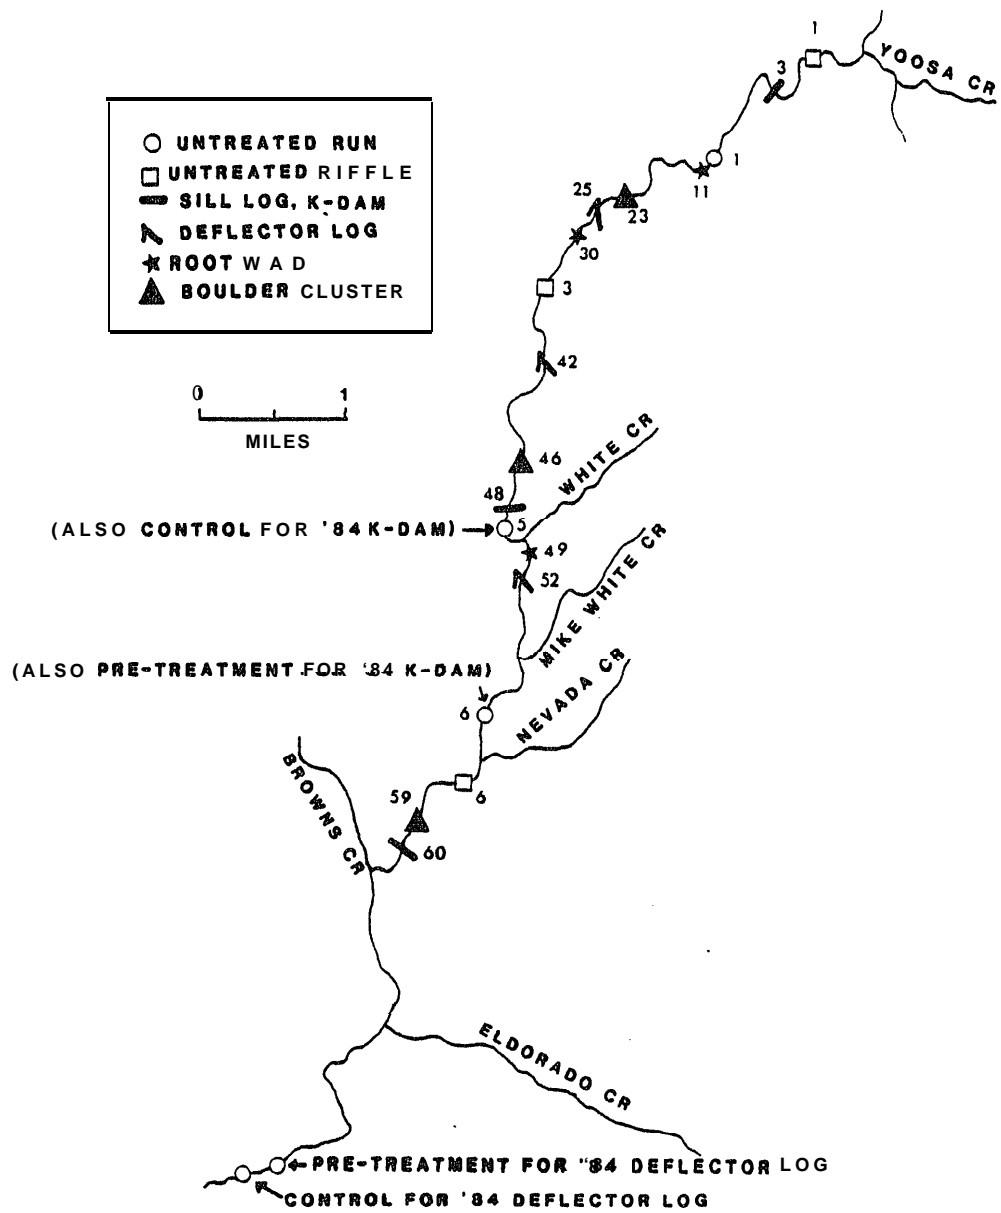 1
YOOSA CR
3
1
11
UNTREATED RUN
UNTREATED RIFFLE
SILL LOG, K-DAM
DEFLECTOR LOG
ROOT WAD
BOULDER CLUSTER
25
23
30
3
42
0 1
MILES
46
WHITE CR
48
(ALSO CONTROL FOR '84 K-DAM)
5
49
52
MIKE WHITE CR
(ALSO PRE-TREATMENT FOR '84 K-DAM)
6
NEVADA CR
BROWNS CR
6
59
60
ELDORADO CR
PRE-TREATMENT FOR "84 DEFLECTOR LOG
CONTROL FOR '84 DEFLECTOR LOG